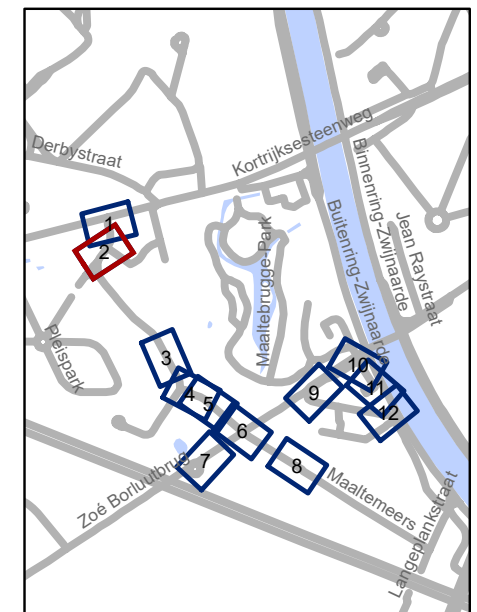 Derbystraat
Kortrijksesteenweg
Binnenring-Zwijnaarde
Jean Raystraat
Buitenring-Zwijnaarde
Maaltebrugge-Park
Pleispark
1
2
3
4
5
6
7
8
9
10
11
12
Zoé Borluutbrug
Maaltemeers
Langeplankstraat